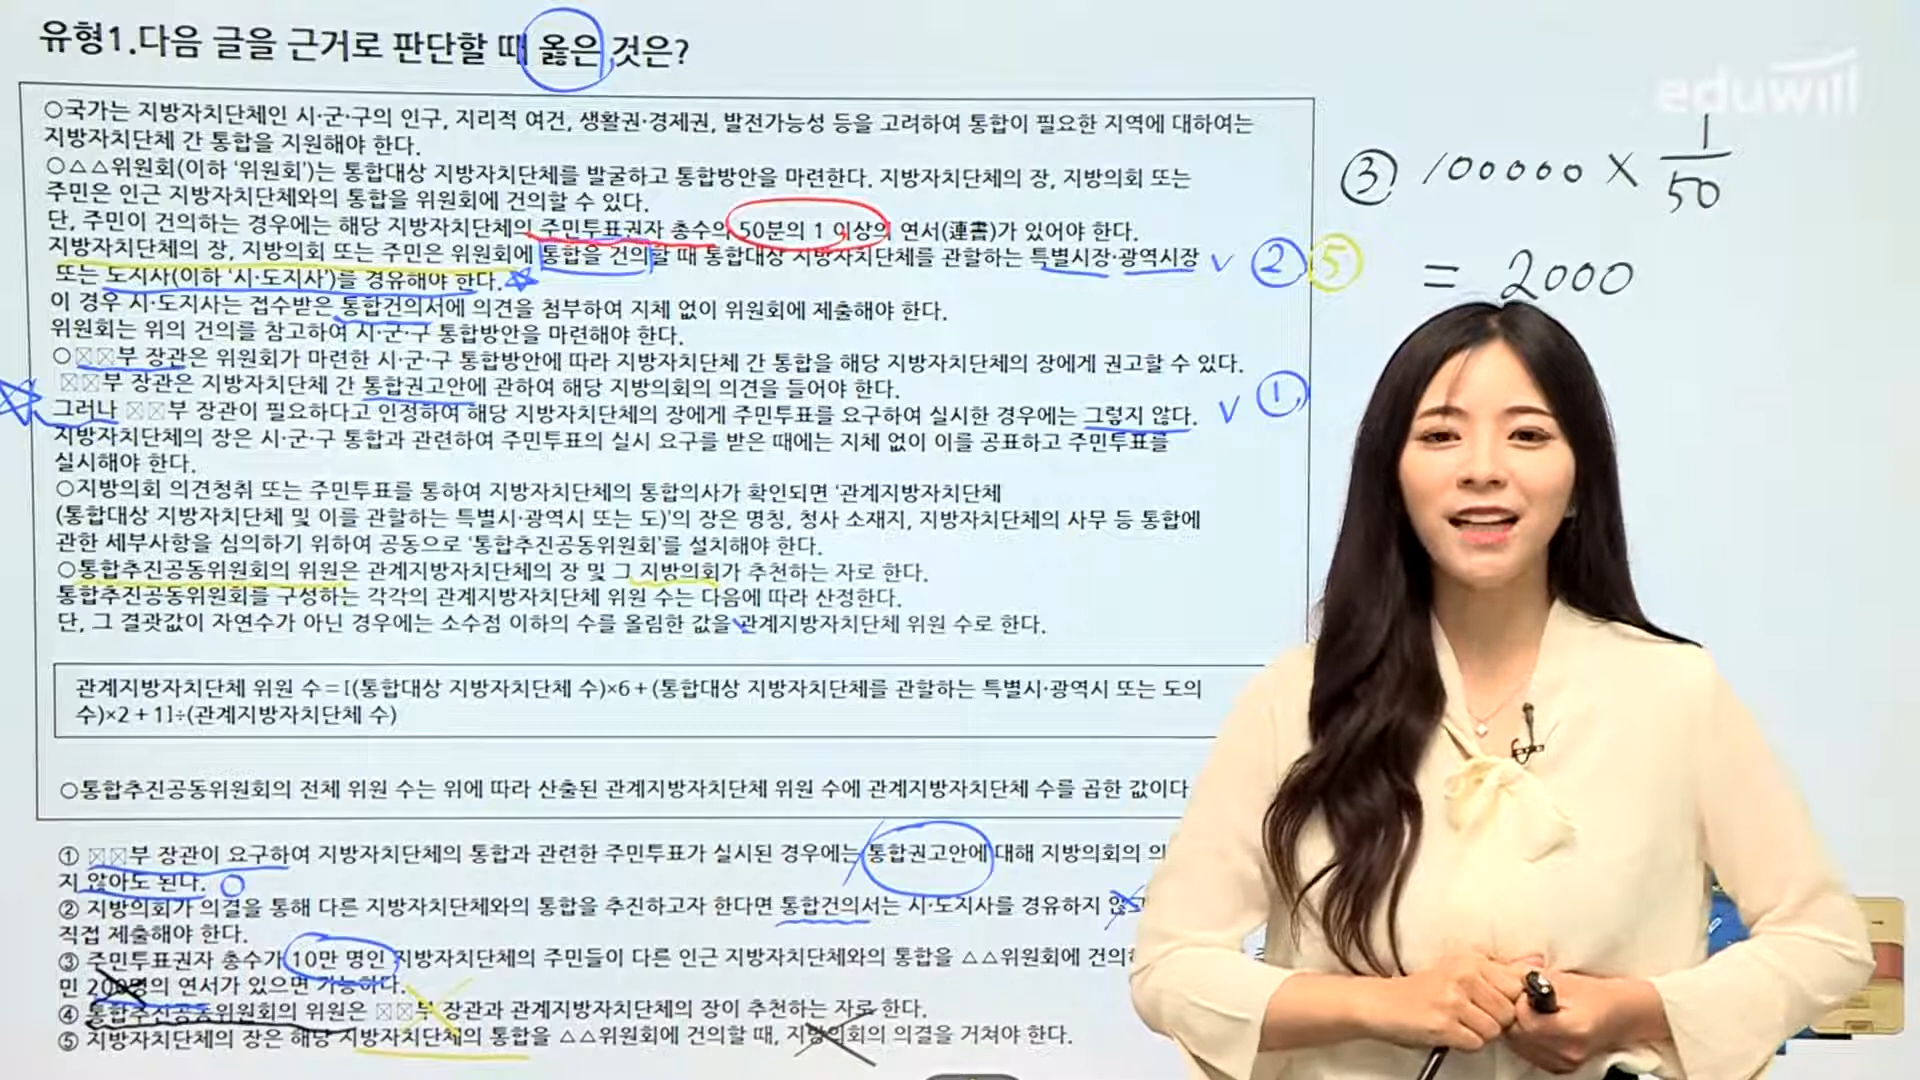 유형1.다음 글을 근거로 판단할 때 옳은 것은?
eduwill
○국가는 지방자치단체인 시·군·구의 인구, 지리적 여건, 생활권·경제권, 발전가능성 등을 고려하여 통합이 필요한 지역에 대하여는
지방자치단체 간 통합을 지원해야 한다.
○△△위원회(이하 '위원회')는 통합대상 지방자치단체를 발굴하고 통합방안을 마련한다. 지방자치단체의 장, 지방의회 또는
주민은 인근 지방자치단체와의 통합을 위원회에 건의할 수 있다.
단, 주민이 건의하는 경우에는 해당 지방자치단체의 주민투표권자 총수의 50분의 1 이상의 연서(連書)가 있어야 한다.
지방자치단체의 장, 지방의회 또는 주민은 위원회에 통합을 건의할 때 통합대상 지방자치단체를 관할하는 특별시장·광역시장
또는 도지사(이하 '시·도지사')를 경유해야 한다.
이 경우 시·도지사는 접수받은 통합건의서에 의견을 첨부하여 지체 없이 위원회에 제출해야 한다.
위원회는 위의 건의를 참고하여 시·군·구 통합방안을 마련해야 한다.
○☒☒부 장관은 위원회가 마련한 시·군·구 통합방안에 따라 지방자치단체 간 통합을 해당 지방자치단체의 장에게 권고할 수 있다.
☒☒부 장관은 지방자치단체 간 통합권고안에 관하여 해당 지방의회의 의견을 들어야 한다.
그러나 ☒☒부 장관이 필요하다고 인정하여 해당 지방자치단체의 장에게 주민투표를 요구하여 실시한 경우에는 그렇지 않다.
지방자치단체의 장은 시·군·구 통합과 관련하여 주민투표의 실시 요구를 받은 때에는 지체 없이 이를 공표하고 주민투표를
실시해야 한다.
○지방의회 의견청취 또는 주민투표를 통하여 지방자치단체의 통합의사가 확인되면 '관계지방자치단체
(통합대상 지방자치단체 및 이를 관할하는 특별시·광역시 또는 도)'의 장은 명칭, 청사 소재지, 지방자치단체의 사무 등 통합에
관한 세부사항을 심의하기 위하여 공동으로 '통합추진공동위원회'를 설치해야 한다.
○통합추진공동위원회의 위원은 관계지방자치단체의 장 및 그 지방의회가 추천하는 자로 한다.
통합추진공동위원회를 구성하는 각각의 관계지방자치단체 위원 수는 다음에 따라 산정한다.
단, 그 결괏값이 자연수가 아닌 경우에는 소수점 이하의 수를 올림한 값을 관계지방자치단체 위원 수로 한다.
관계지방자치단체 위원 수=[(통합대상 지방자치단체 수)×6+(통합대상 지방자치단체를 관할하는 특별시·광역시 또는 도의
수)×2+1]÷(관계지방자치단체 수)
○통합추진공동위원회의 전체 위원 수는 위에 따라 산출된 관계지방자치단체 위원 수에 관계지방자치단체 수를 곱한 값이다
① ☒☒부 장관이 요구하여 지방자치단체의 통합과 관련한 주민투표가 실시된 경우에는 통합권고안에 대해 지방의회의 의
지 않아도 된다.
② 지방의회가 의결을 통해 다른 지방자치단체와의 통합을 추진하고자 한다면 통합건의서는 시·도지사를 경유하지 않고
직접 제출해야 한다.
③ 주민투표권자 총수가 10만 명인 지방자치단체의 주민들이 다른 인근 지방자치단체와의 통합을 △△위원회에 건의
민 200명의 연서가 있으면 가능하다.
④ 통합추진공동위원회의 위원은 ☒☒부 장관과 관계지방자치단체의 장이 추천하는 자로 한다.
⑤ 지방자치단체의 장은 해당 지방자치단체의 통합을 △△위원회에 건의할 때, 지방의회의 의결을 거쳐야 한다.
③ 100000 × 1/50
= 2000
② ⑤
①